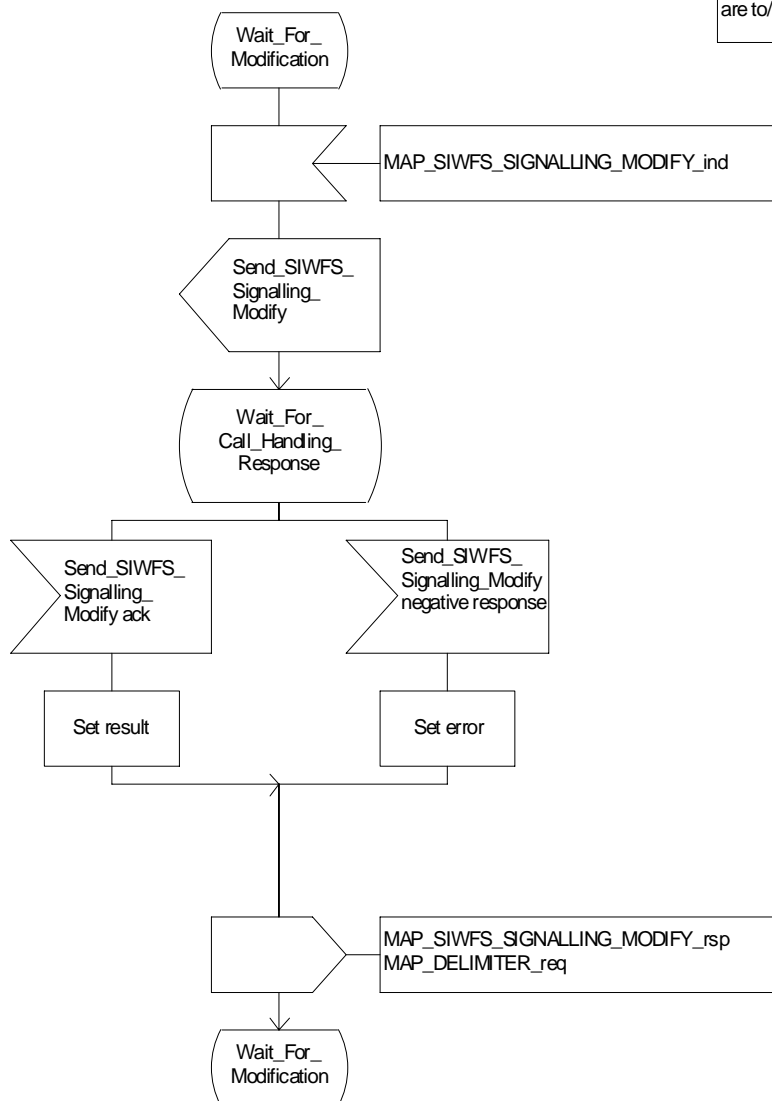 are to/
Wait_For_
Modification
MAP_SIWFS_SIGNALLING_MODIFY_ind
Send_SIWFS_
Signalling_
Modify
Wait_For_
Call_Handling_
Response
Send_SIWFS_
Signalling_
Modify ack
Send_SIWFS_
Signalling_Modify
negative response
Set result
Set error
MAP_SIWFS_SIGNALLING_MODIFY_rsp
MAP_DELIMITER_req
Wait_For_
Modification